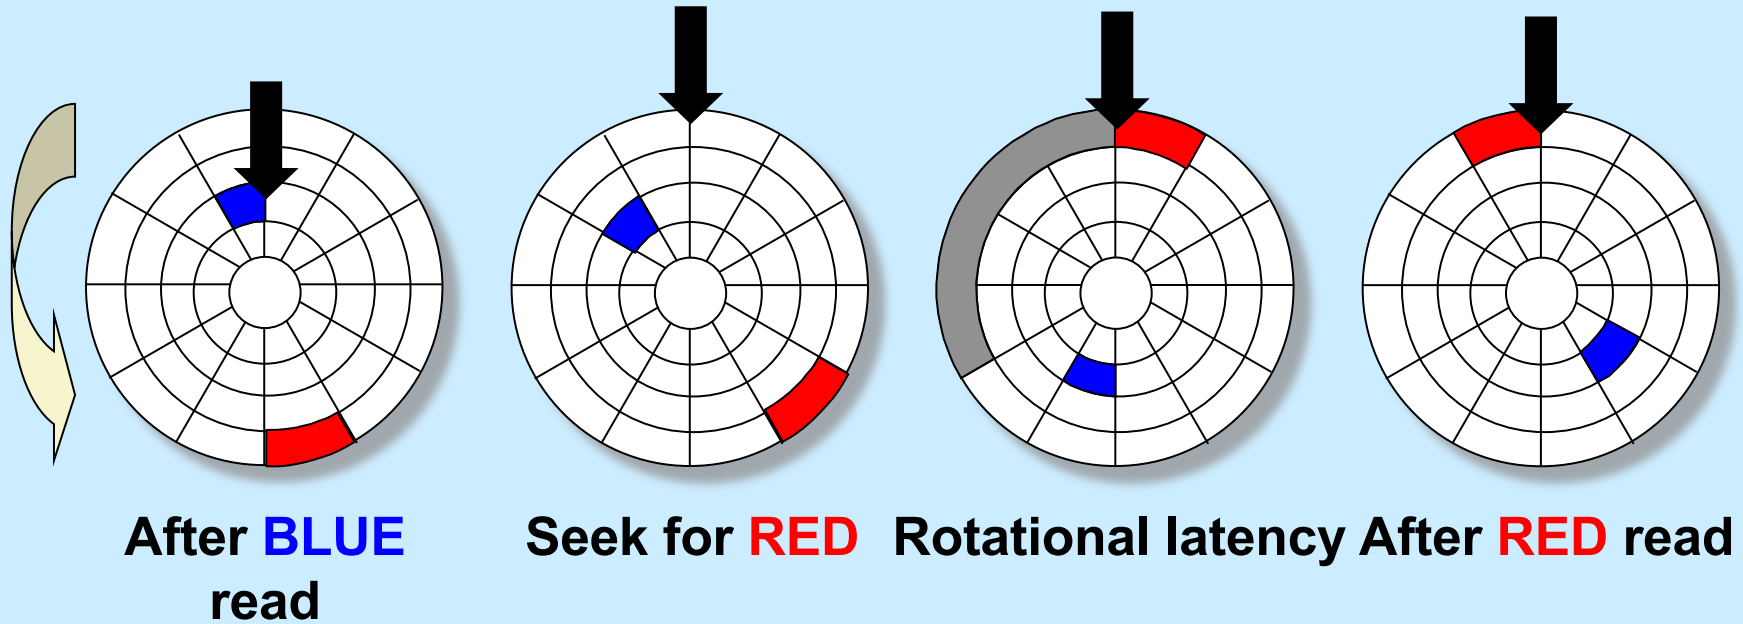 After BLUE
read
Seek for RED
Rotational latency
After RED read